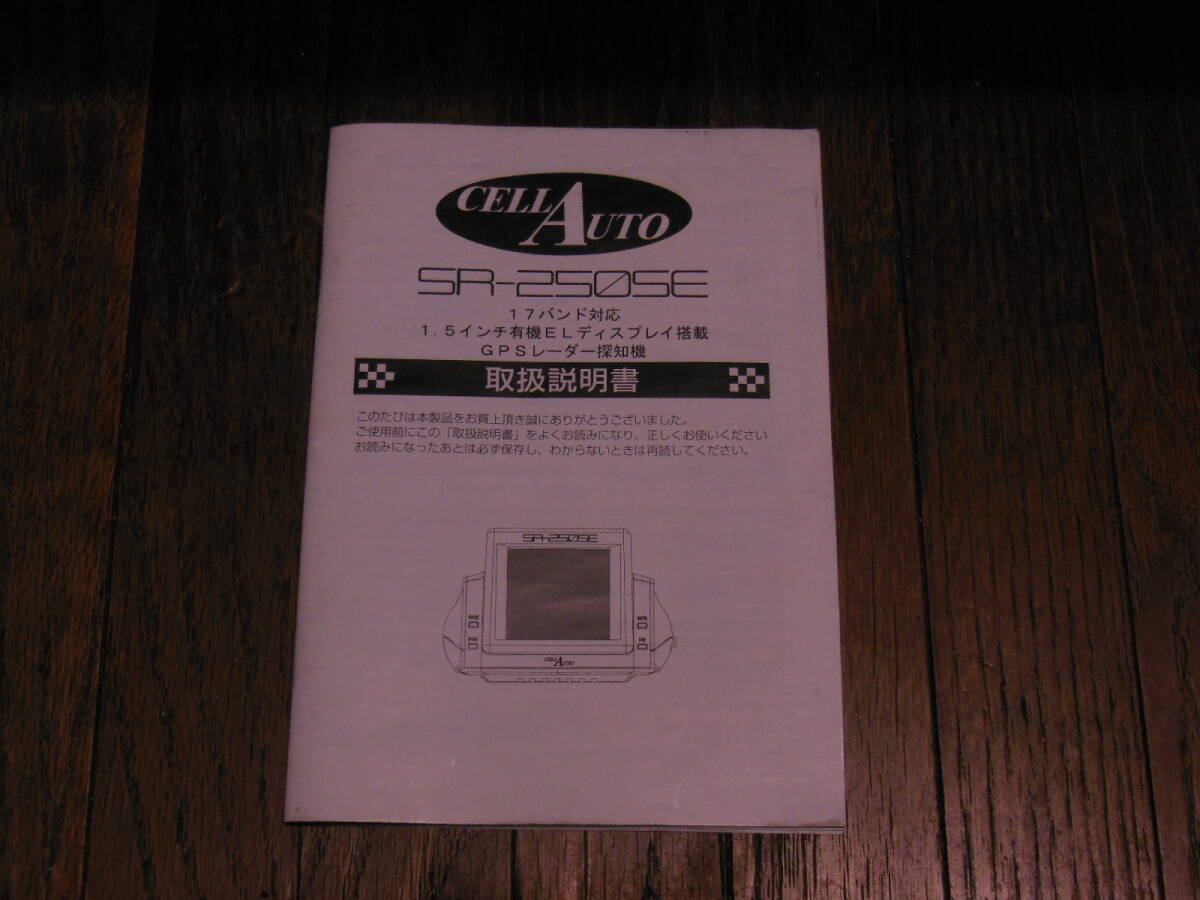 CELL AUTO
SR-250SE
17バンド対応
1.5インチ有機ELディスプレイ搭載
GPSレーダー探知機
取扱説明書
このたびは本製品をお買上頂き誠にありがとうございました。
ご使用前にこの「取扱説明書」をよくお読みになり、正しくお使いください
お読みになったあとは必ず保存し、わからないときは再読してください。
SR-250SE
CELL AUTO